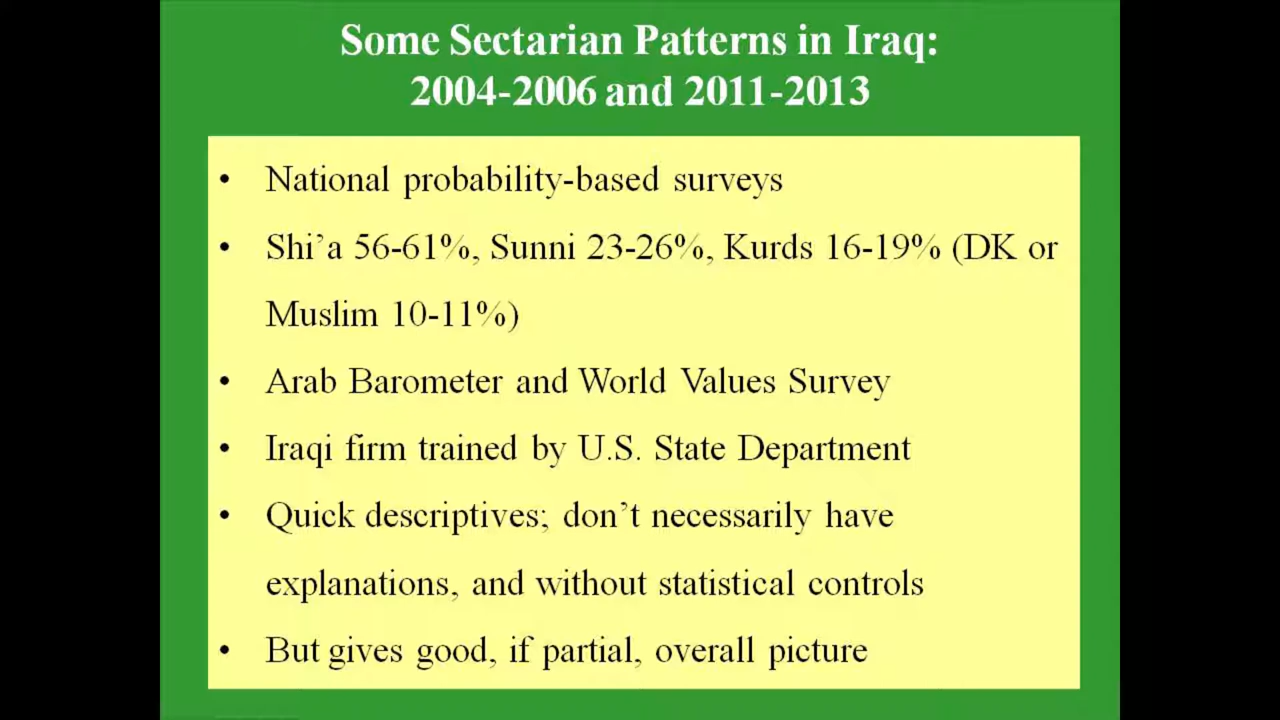 Some Sectarian Patterns in Iraq:
2004-2006 and 2011-2013
• National probability-based surveys
• Shi’a 56-61%, Sunni 23-26%, Kurds 16-19% (DK or
Muslim 10-11%)
• Arab Barometer and World Values Survey
• Iraqi firm trained by U.S. State Department
• Quick descriptives; don’t necessarily have
explanations, and without statistical controls
• But gives good, if partial, overall picture